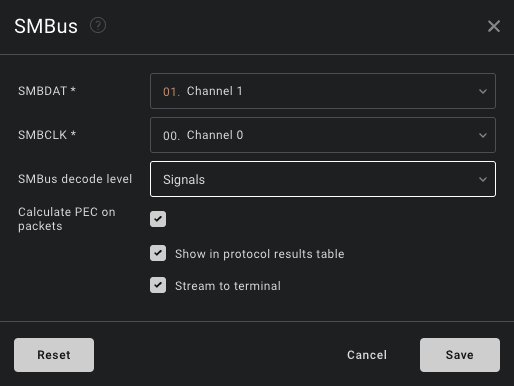 SMBus ?
SMBDAT * 01. Channel 1
SMBCLK * 00. Channel 0
SMBus decode level Signals
Calculate PEC on
packets
Show in protocol results table
Stream to terminal
Reset Cancel Save